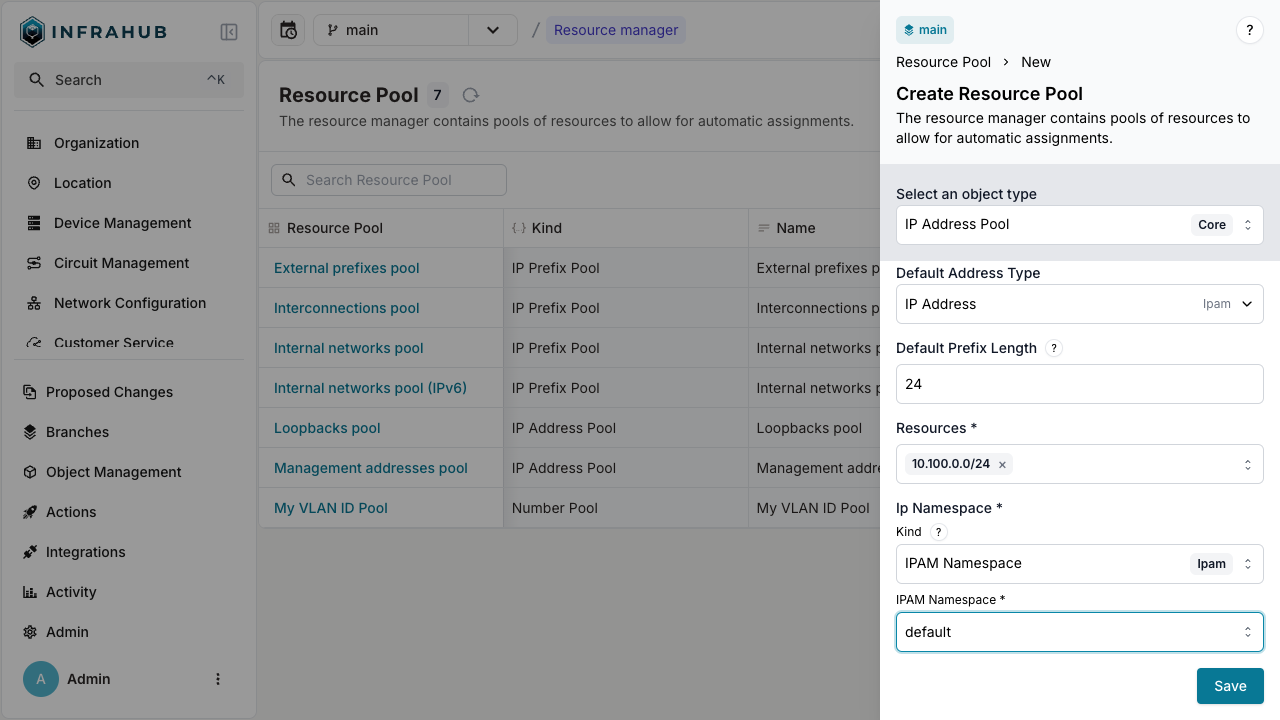 INFRAHUB
Search ^K
Organization
Location
Device Management
Circuit Management
Network Configuration
Customer Service
Proposed Changes
Branches
Object Management
Actions
Integrations
Activity
Admin
A Admin
main / Resource manager
Resource Pool 7
The resource manager contains pools of resources to allow for automatic assignments.
Search Resource Pool
Resource Pool {} Kind Name
External prefixes pool IP Prefix Pool External prefixes p
Interconnections pool IP Prefix Pool Interconnections p
Internal networks pool IP Prefix Pool Internal networks p
Internal networks pool (IPv6) IP Prefix Pool Internal networks p
Loopbacks pool IP Address Pool Loopbacks pool
Management addresses pool IP Address Pool Management addre
My VLAN ID Pool Number Pool My VLAN ID Pool
main ?
Resource Pool > New
Create Resource Pool
The resource manager contains pools of resources to
allow for automatic assignments.
Select an object type
IP Address Pool Core
Default Address Type
IP Address Ipam
Default Prefix Length ?
24
Resources *
10.100.0.0/24 ×
Ip Namespace *
Kind ?
IPAM Namespace Ipam
IPAM Namespace *
default
Save